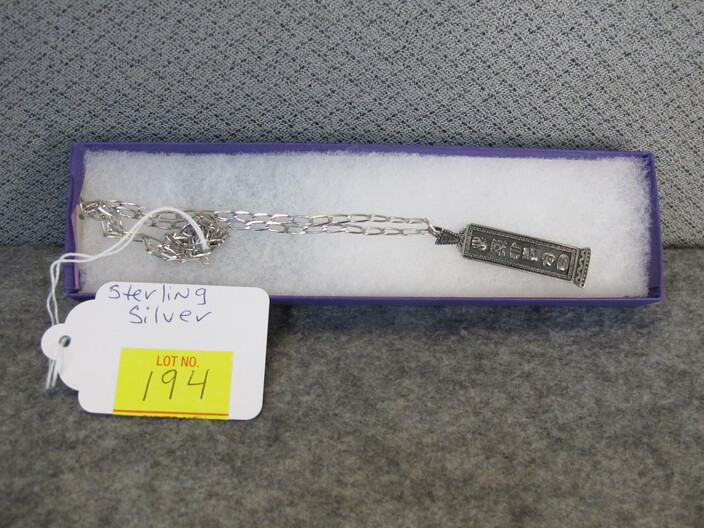 Sterling
Silver
LOT NO.
194